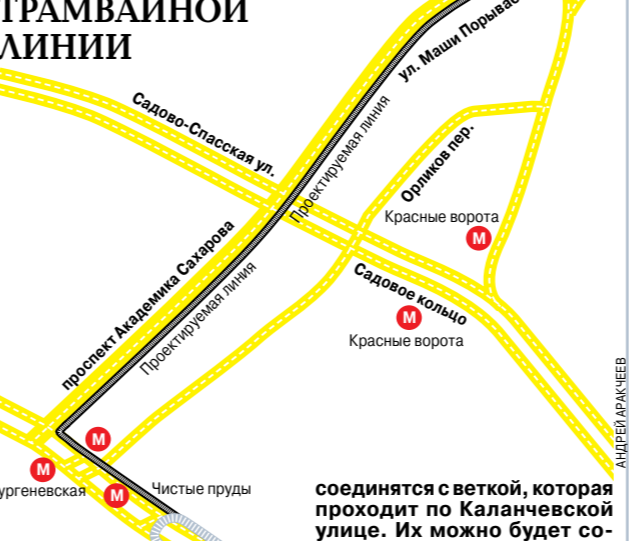 ТРАМВАЙНОЙ
ЛИНИИ
ул. Маши Порывае
Садово-Спасская ул.
Проектируемая линия
Орликов пер.
Красные ворота
М
проспект Академика Сахарова
Проектируемая линия
Садовое кольцо
М
Красные ворота
АНДРЕЙ АРАКЧЕЕВ
М
М
ургеневская
М
Чистые пруды
соединятся с веткой, которая
проходит по Каланчевской
улице. Их можно будет со-